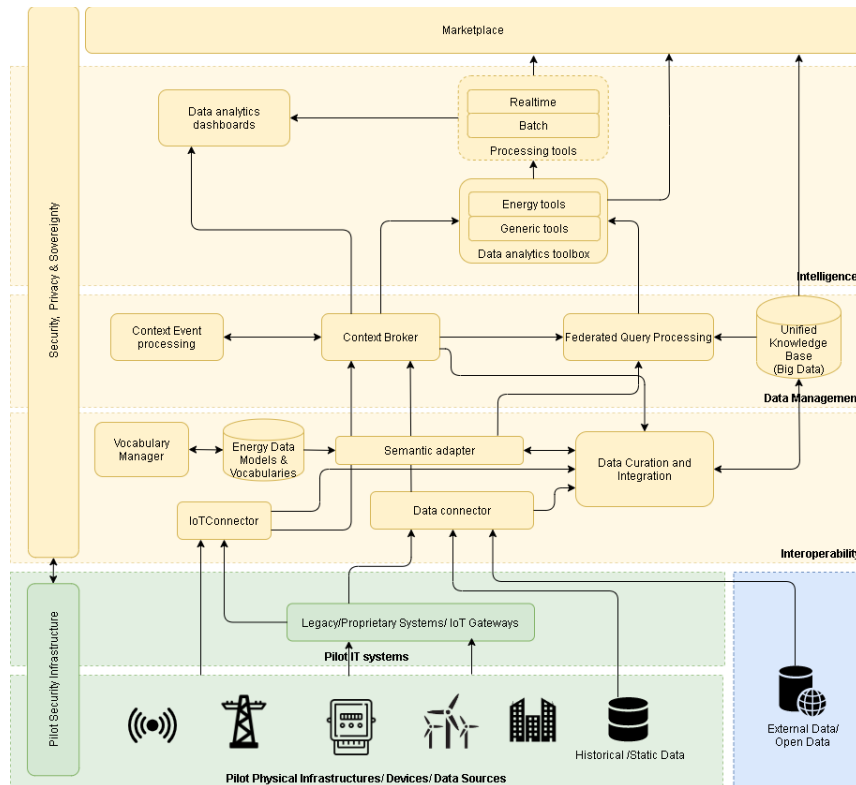 Marketplace
Security, Privacy & Sovereignty
Data analytics
dashboards
Realtime
Batch
Processing tools
Energy tools
Generic tools
Data analytics toolbox
Intelligence
Context Event
processing
Context Broker
Federated Query Processing
Unified
Knowledge
Base
(Big Data)
Data Management
Vocabulary
Manager
Energy Data
Models &
Vocabularies
Semantic adapter
Data Curation and
Integration
IoTConnector
Data connector
Interoperability
Pilot Security Infrastructure
Legacy/Proprietary Systems/ IoT Gateways
Pilot IT systems
Historical /Static Data
External Data/
Open Data
Pilot Physical Infrastructures/ Devices/ Data Sources